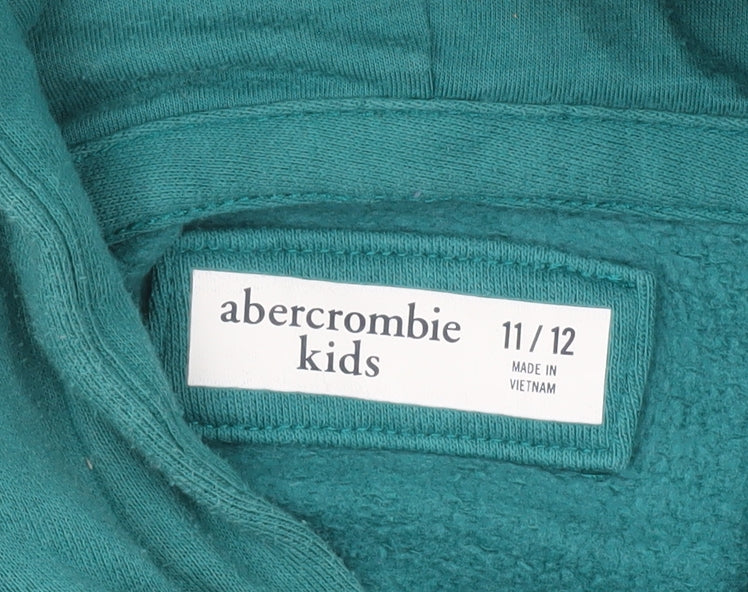 abercrombie
kids
11 / 12
MADE IN
VIETNAM